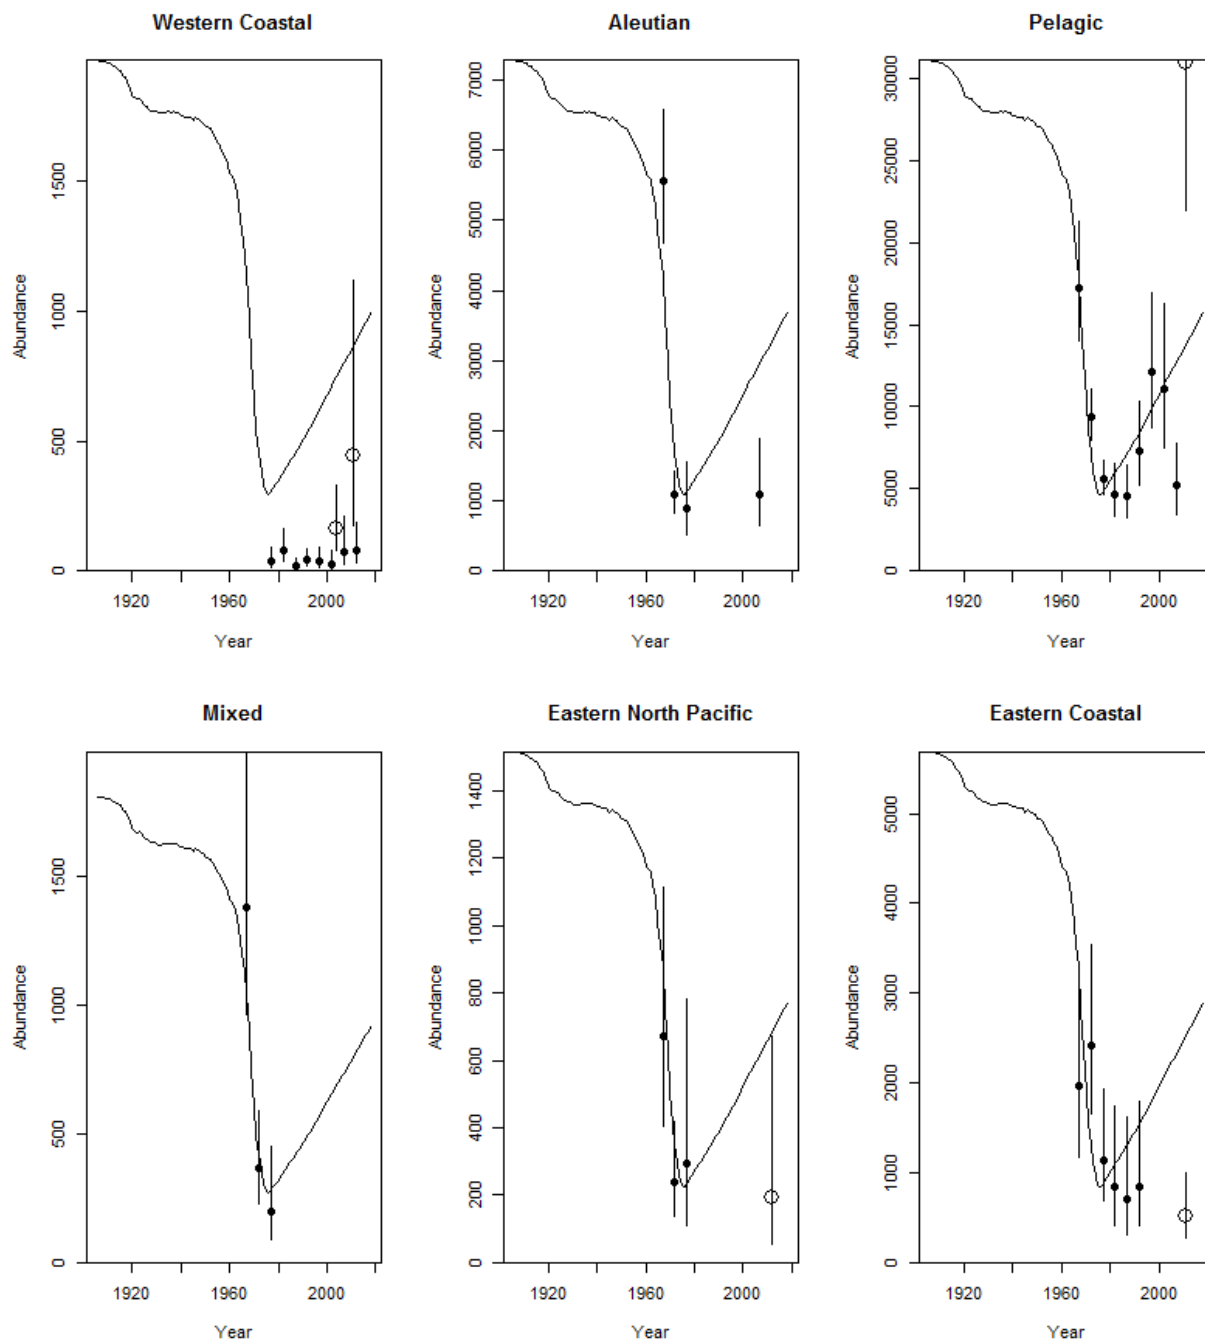 Western Coastal
Aleutian
Pelagic
Abundance
0 500 1000 1500
1920 1960 2000
Year
Abundance
0 1000 2000 3000 4000 5000 6000 7000
1920 1960 2000
Year
Abundance
0 5000 10000 15000 20000 25000 30000
1920 1960 2000
Year
Mixed
Eastern North Pacific
Eastern Coastal
Abundance
0 500 1000 1500
1920 1960 2000
Year
Abundance
0 200 400 600 800 1000 1200 1400
1920 1960 2000
Year
Abundance
0 1000 2000 3000 4000 5000
1920 1960 2000
Year